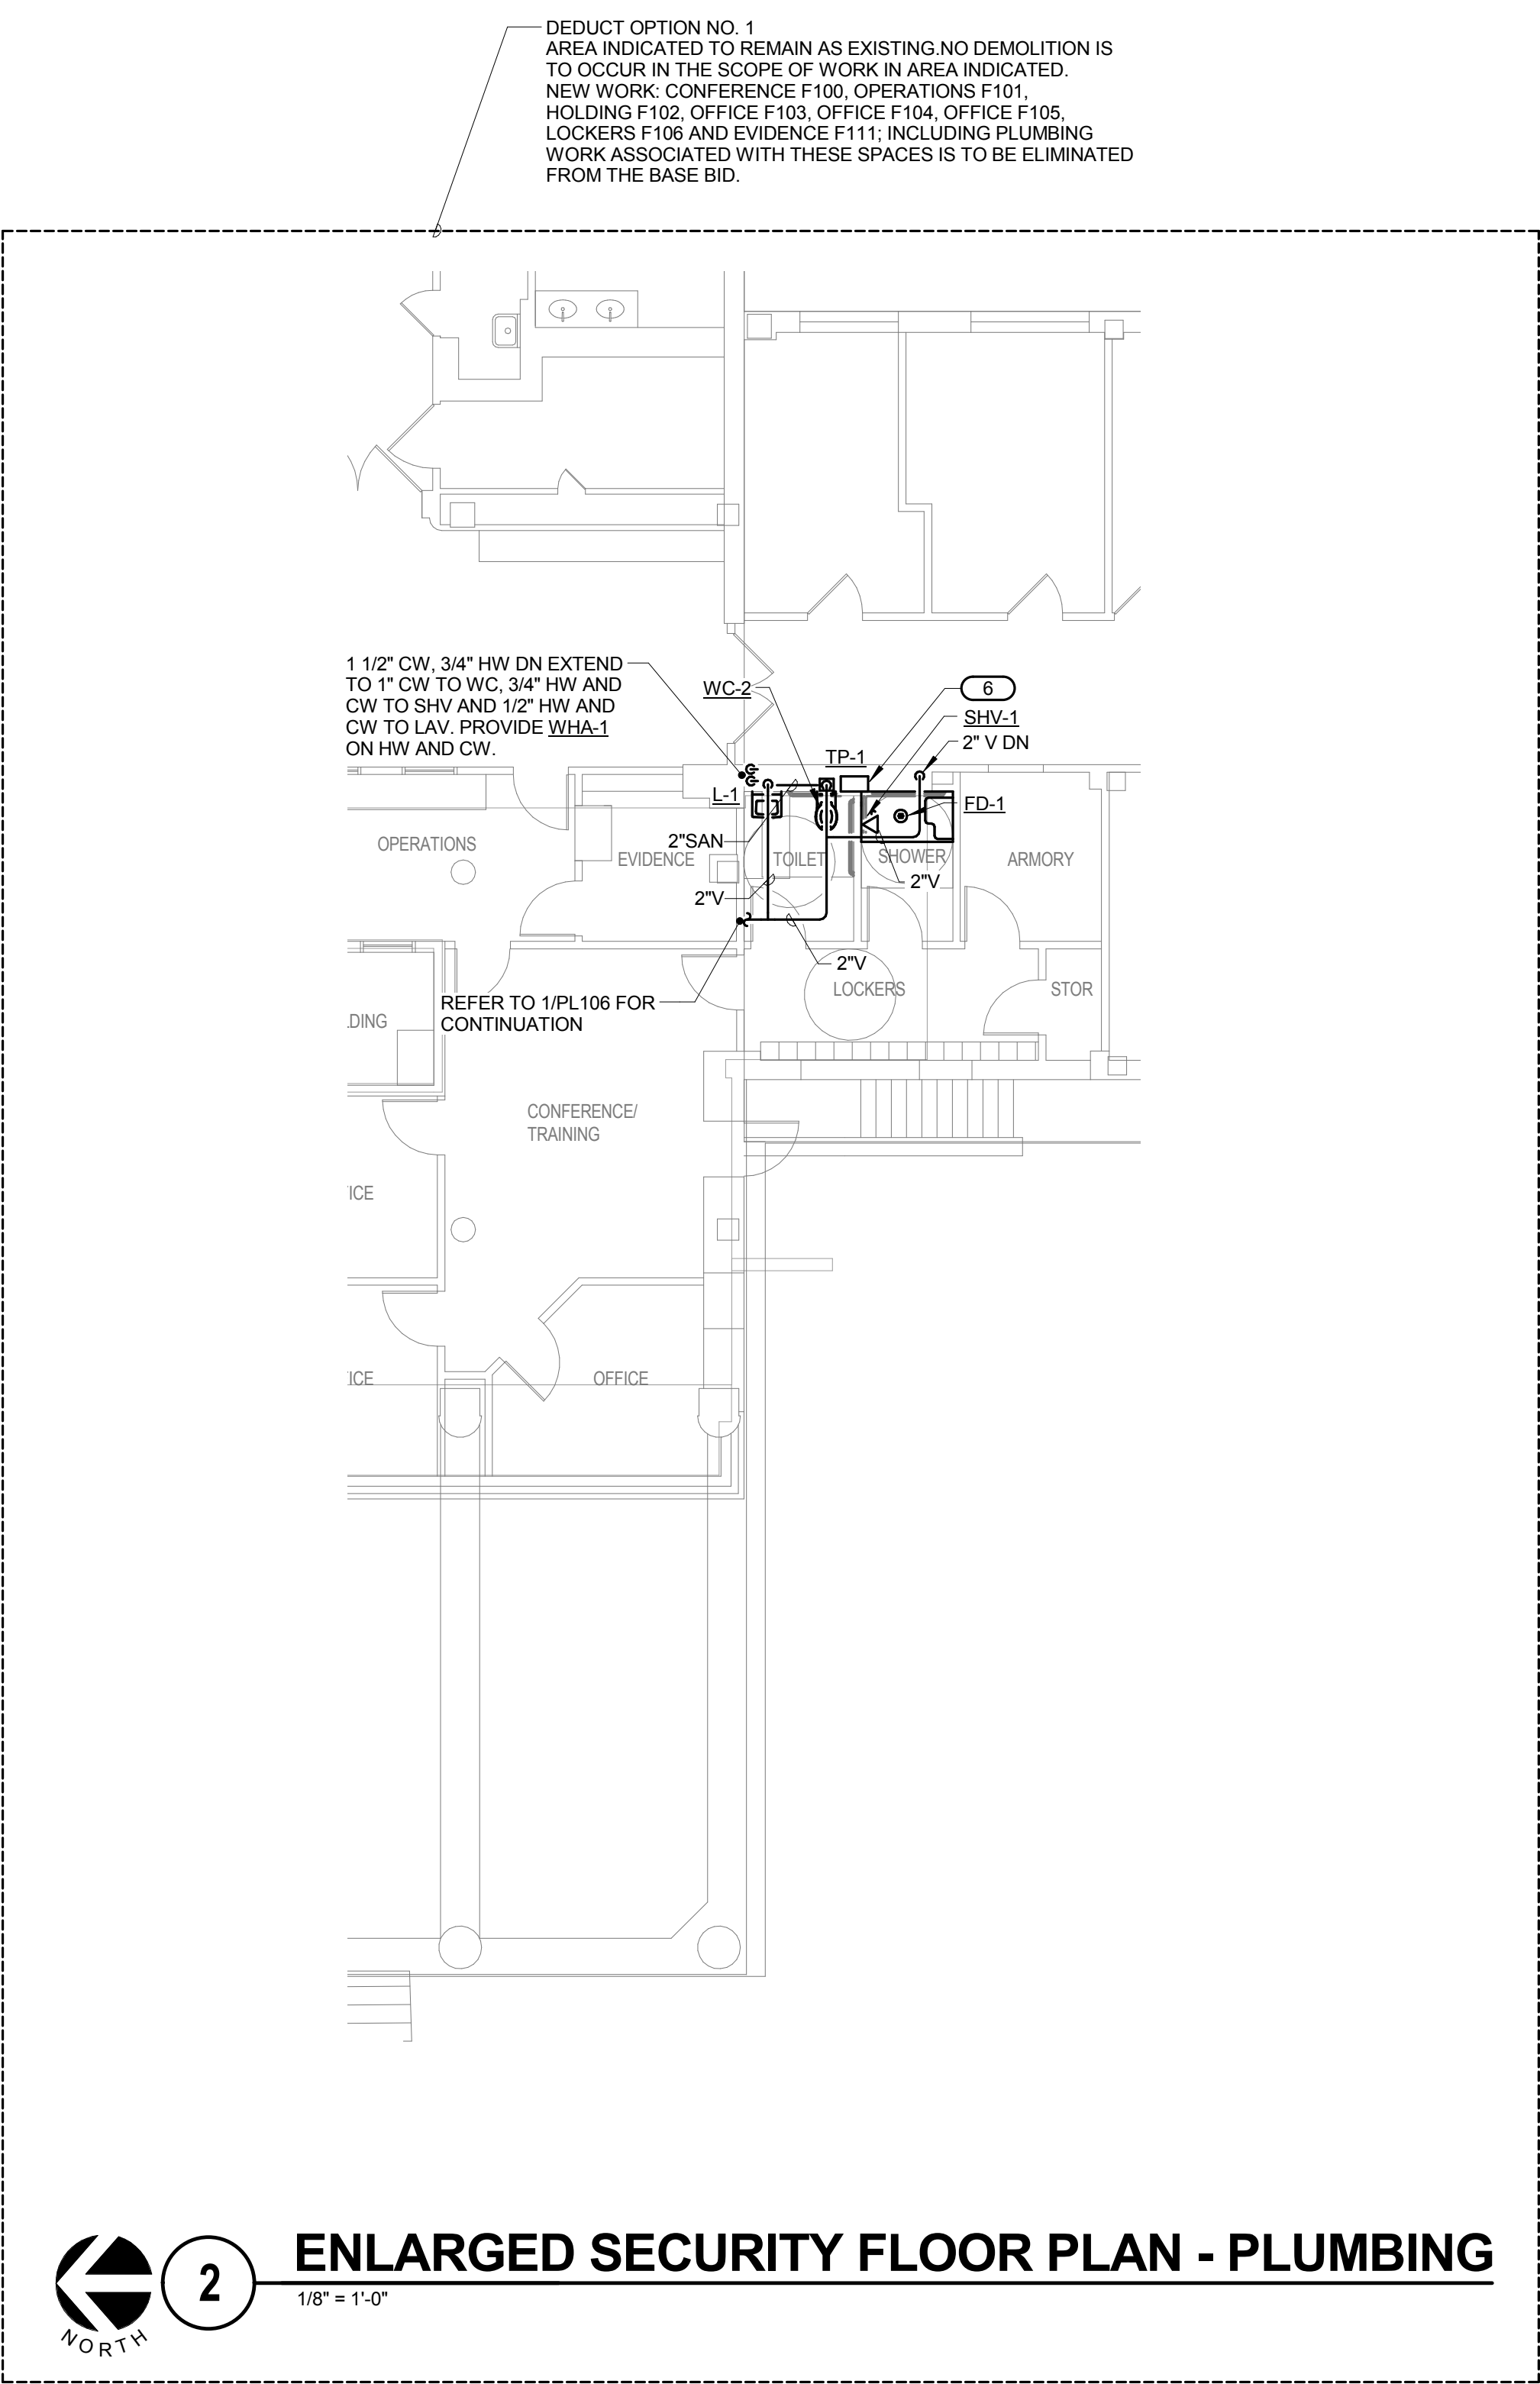 DEDUCT OPTION NO. 1
AREA INDICATED TO REMAIN AS EXISTING.NO DEMOLITION IS
TO OCCUR IN THE SCOPE OF WORK IN AREA INDICATED.
NEW WORK: CONFERENCE F100, OPERATIONS F101,
HOLDING F102, OFFICE F103, OFFICE F104, OFFICE F105,
LOCKERS F106 AND EVIDENCE F111; INCLUDING PLUMBING
WORK ASSOCIATED WITH THESE SPACES IS TO BE ELIMINATED
FROM THE BASE BID.
1 1/2" CW, 3/4" HW DN EXTEND
TO 1" CW TO WC, 3/4" HW AND
CW TO SHV AND 1/2" HW AND
CW TO LAV. PROVIDE WHA-1
ON HW AND CW.
WC-2
6
SHV-1
2" V DN
TP-1
L-1
FD-1
2"SAN
OPERATIONS
EVIDENCE
TOILET
SHOWER
ARMORY
2"V
2"V
2"V
LOCKERS
STOR
REFER TO 1/PL106 FOR
CONTINUATION
LDING
CONFERENCE/
TRAINING
ICE
ICE
OFFICE
NORTH
2
ENLARGED SECURITY FLOOR PLAN - PLUMBING
1/8" = 1'-0"